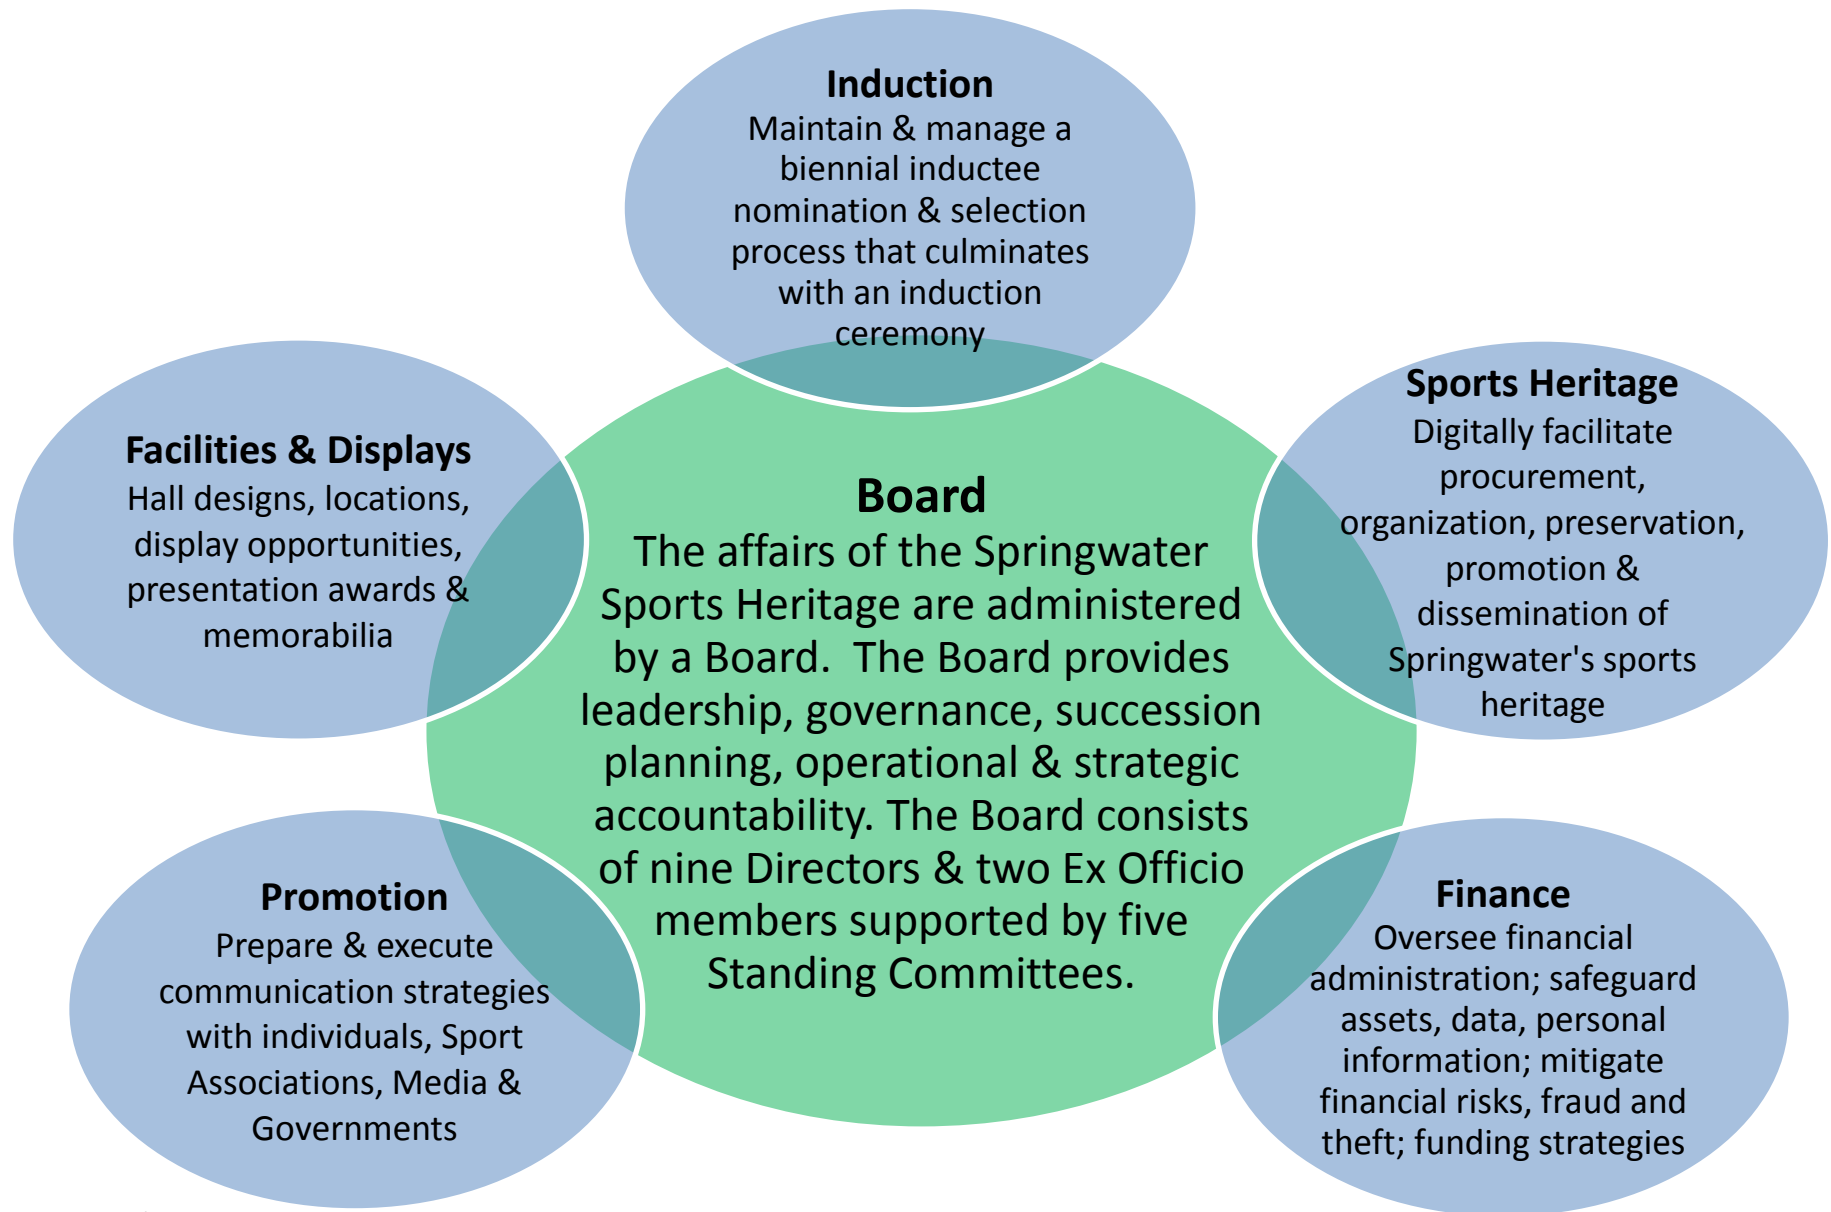 Induction
Maintain & manage a
biennial inductee
nomination & selection
process that culminates
with an induction
ceremony
Sports Heritage
Digitally facilitate
procurement,
organization, preservation,
promotion &
dissemination of
Springwater's sports
heritage
Facilities & Displays
Hall designs, locations,
display opportunities,
presentation awards &
memorabilia
Board
The affairs of the Springwater
Sports Heritage are administered
by a Board.  The Board provides
leadership, governance, succession
planning, operational & strategic
accountability. The Board consists
of nine Directors & two Ex Officio
members supported by five
Standing Committees.
Promotion
Prepare & execute
communication strategies
with individuals, Sport
Associations, Media &
Governments
Finance
Oversee financial
administration; safeguard
assets, data, personal
information; mitigate
financial risks, fraud and
theft; funding strategies